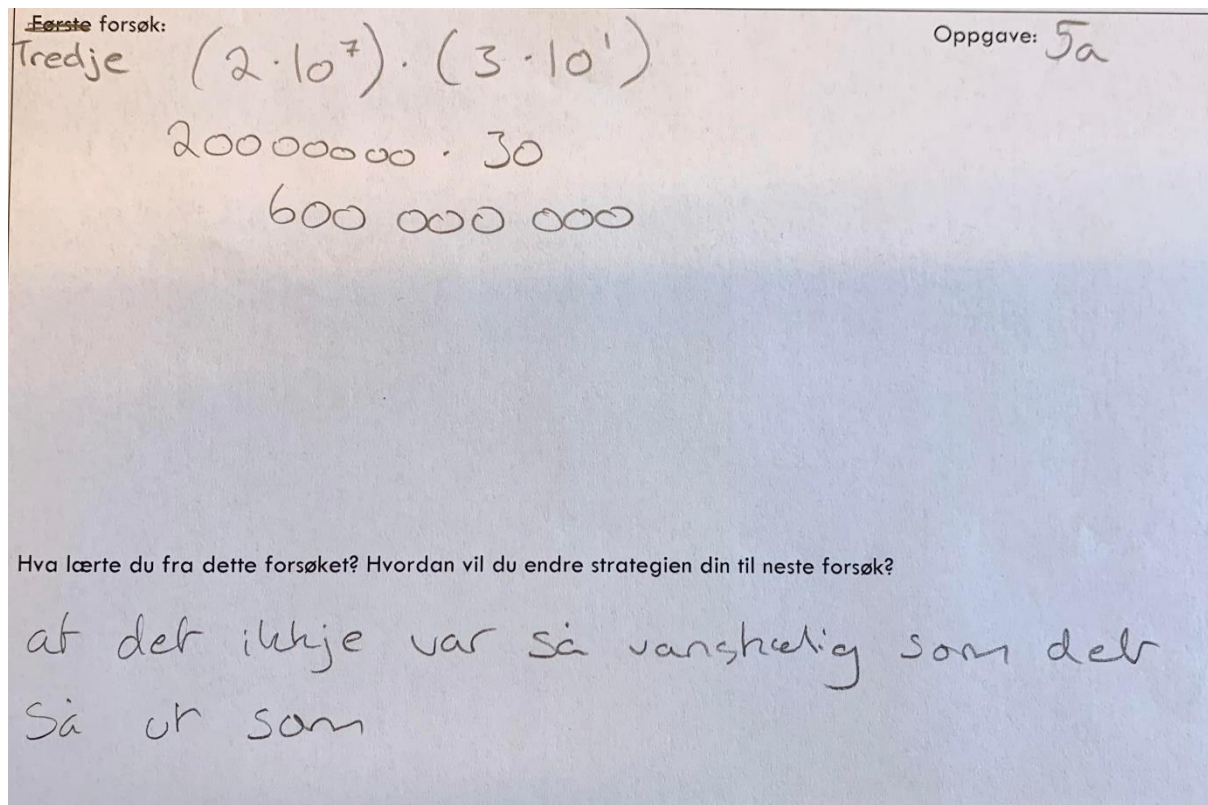 Første forsøk:
Oppgave: 5a
Tredje (2·10⁷)·(3·10¹)
20000000 · 30
600 000 000
Hva lærte du fra dette forsøket? Hvordan vil du endre strategien din til neste forsøk?
at det ikkje var så vanskelig som det
så ut som